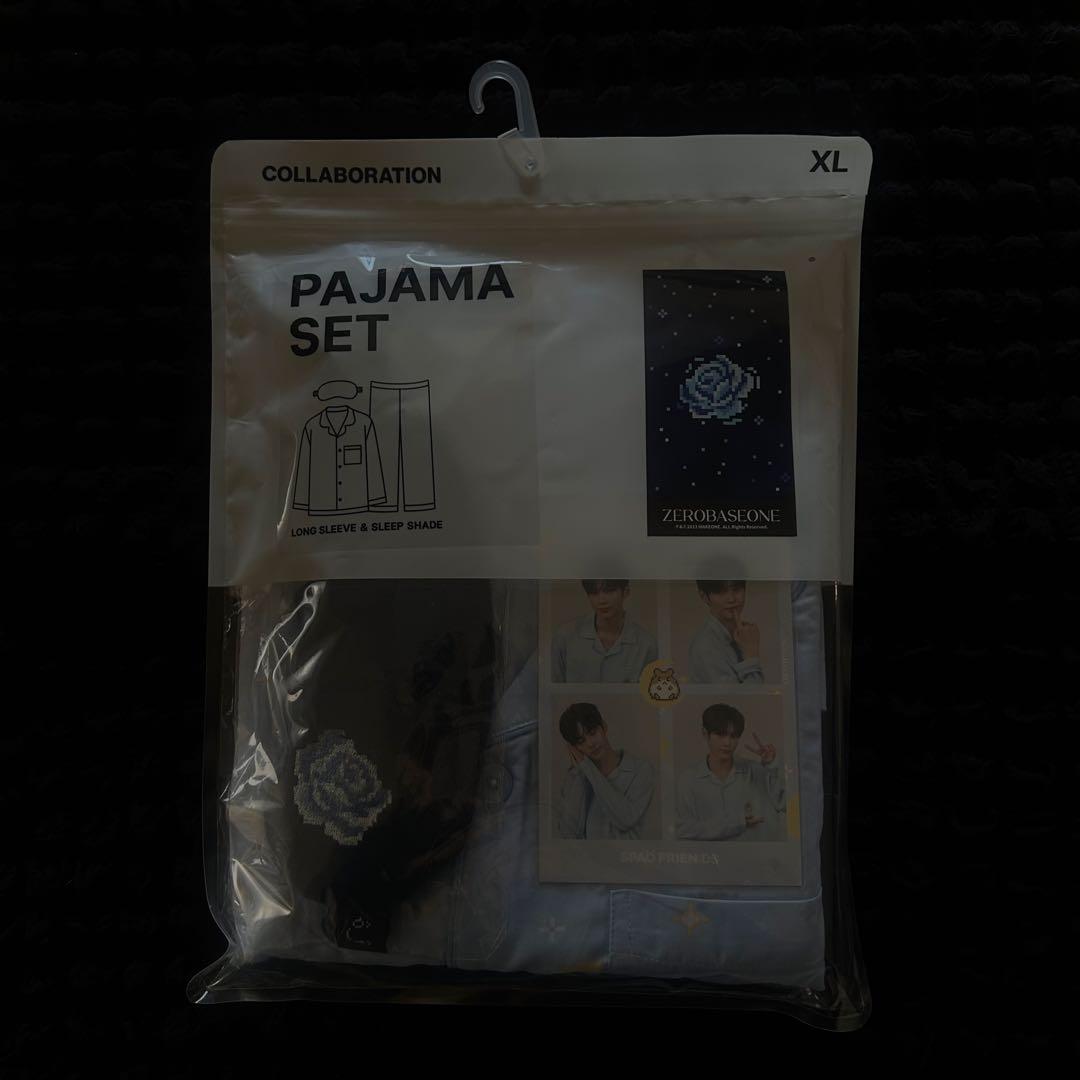 COLLABORATION
XL
PAJAMA
SET
LONG SLEEVE & SLEEP SHADE
ZEROBASEONE
SPAO FRIENDS